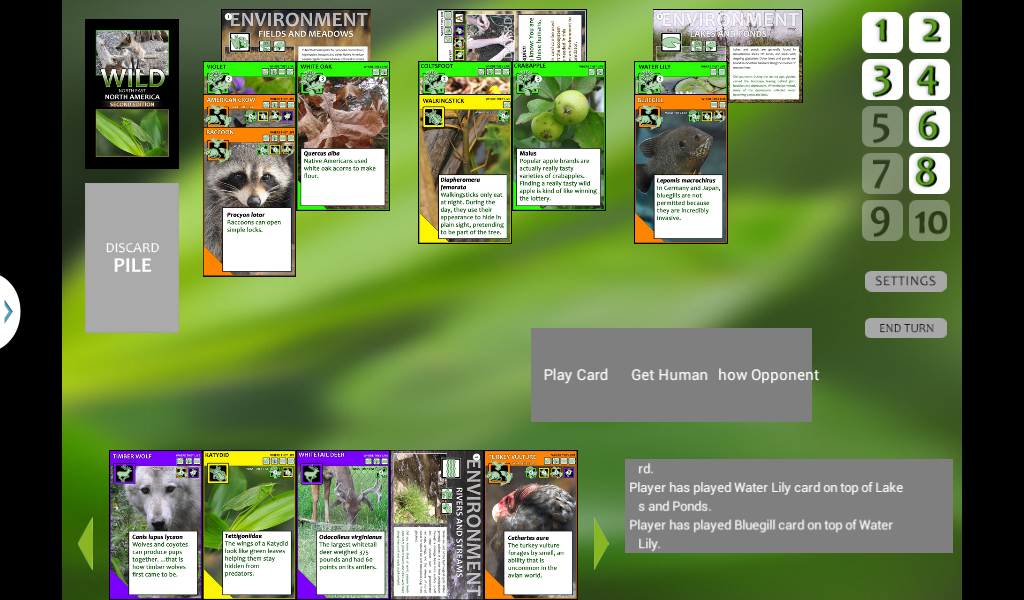 WILD
NORTH EAST
NORTH AMERICA
SECOND EDITION
DISCARD
PILE
ENVIRONMENT
FIELDS AND MEADOWS
VIOLET
AMERICAN CROW
RACCOON
Procyon lotor
Raccoons can open
simple locks.
WHITE OAK
Quercus alba
Native Americans used
white oak acorns to make
flour.
COLTSFOOT
WALKINGSTICK
Diapheromera
femorata
Walkingsticks only eat
at night. During the
day, they use their
appearance to hide in
plain sight, pretending
to be part of the tree.
CRABAPPLE
Malus
Popular apple brands are
actually really tasty
varieties of crabapples.
Finding a really tasty wild
apple is kind of like winning
the lottery.
ENVIRONMENT
LAKES AND PONDS
WATER LILY
BLUEGILL
Lepomis macrochirus
In Germany and Japan,
bluegills are not
permitted because
they are incredibly
invasive.
1 2
3 4
5 6
7 8
9 10
SETTINGS
END TURN
Play Card Get Human how Opponent
TIMBER WOLF
Canis lupus lycaon
Wolves and coyotes
can produce pups
together ... that is
how timber wolves
first came to be.
KATYDID
Tettigoniidae
The wings of a Katydid
look like green leaves
helping them stay
hidden from
predators.
WHITETAIL DEER
Odocoileus virginianus
The largest whitetail
deer weighed 375
pounds and had 60
points on its antlers.
ENVIRONMENT
RIVERS AND STREAMS
TURKEY VULTURE
Cathartes aura
The turkey vulture
forages by smell, an
ability that is
uncommon in the
avian world.
rd.
Player has played Water Lily card on top of Lake
s and Ponds.
Player has played Bluegill card on top of Water
Lily.